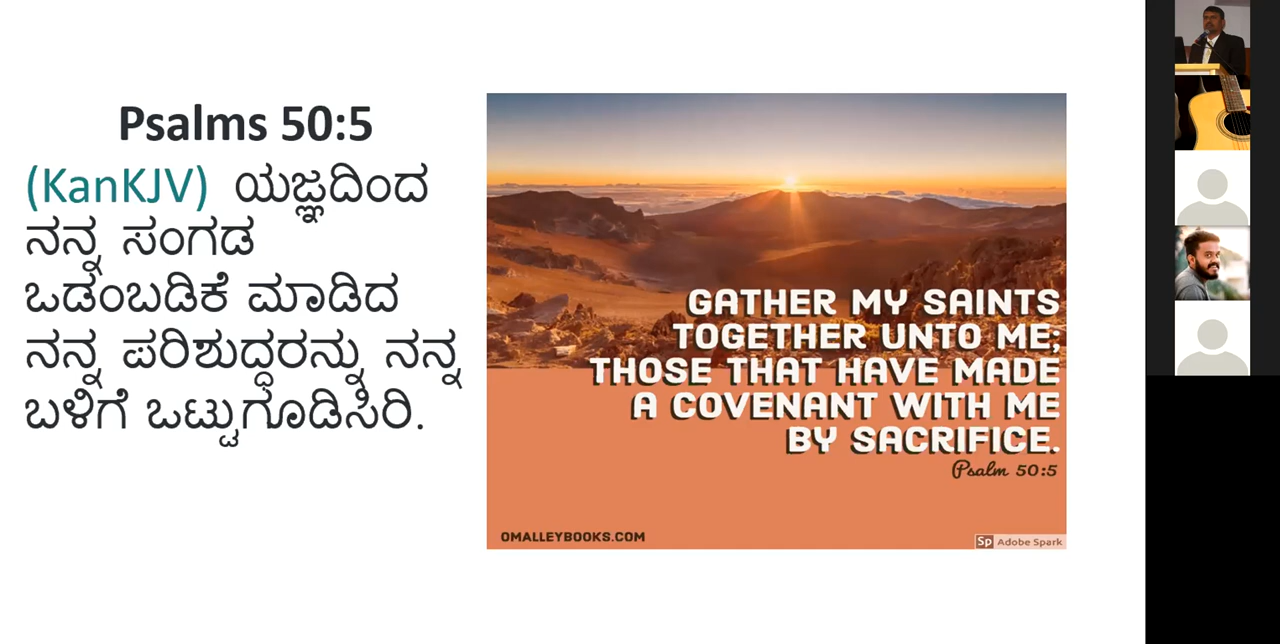 Psalms 50:5
(KanKJV) ಯಜ್ಞದಿಂದ
ನನ್ನ ಸಂಗಡ
ಒಡಂಬಡಿಕೆ ಮಾಡಿದ
ನನ್ನ ಪರಿಶುದ್ಧರನ್ನು ನನ್ನ
ಬಳಿಗೆ ಒಟ್ಟುಗೂಡಿಸಿರಿ.
GATHER MY SAINTS
TOGETHER UNTO ME;
THOSE THAT HAVE MADE
A COVENANT WITH ME
BY SACRIFICE.
Psalm 50:5
OMALLEYBOOKS.COM
Sp Adobe Spark